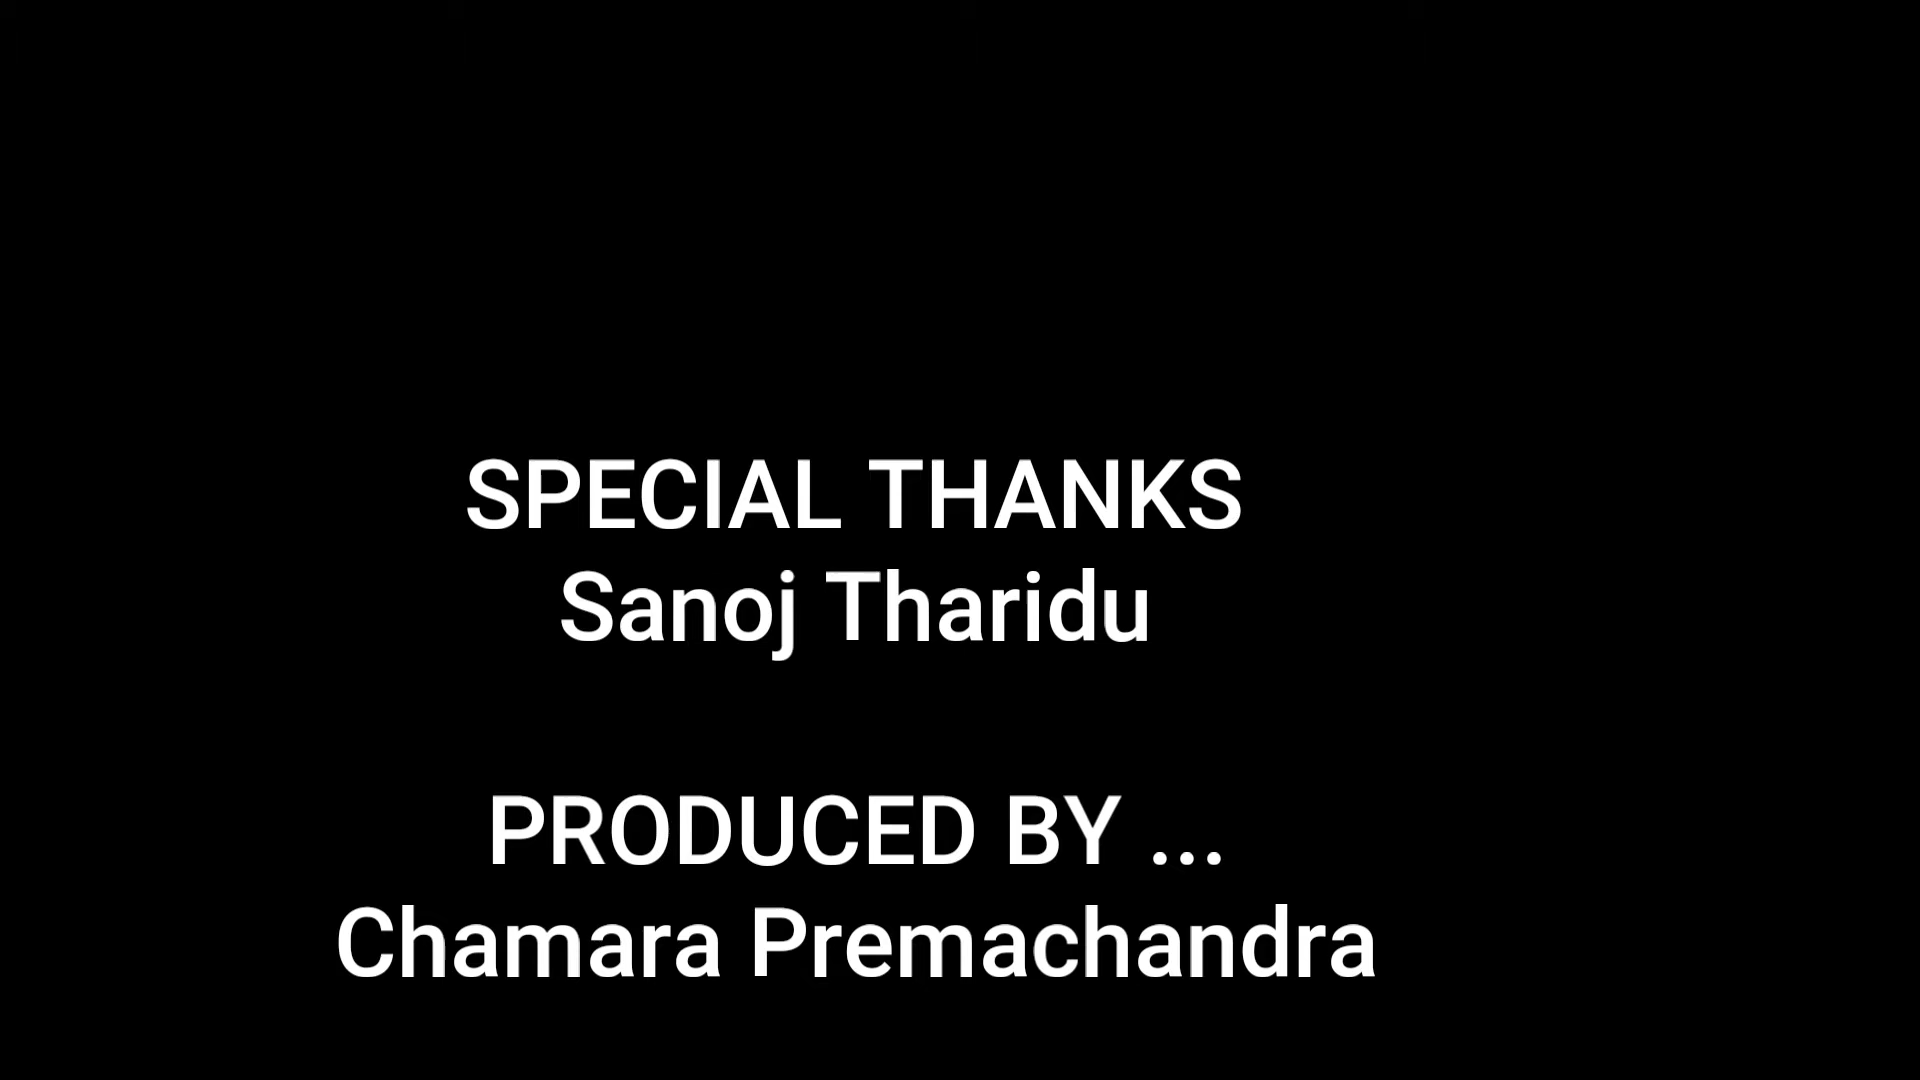 SPECIAL THANKS
Sanoj Tharidu
PRODUCED BY ...
Chamara Premachandra